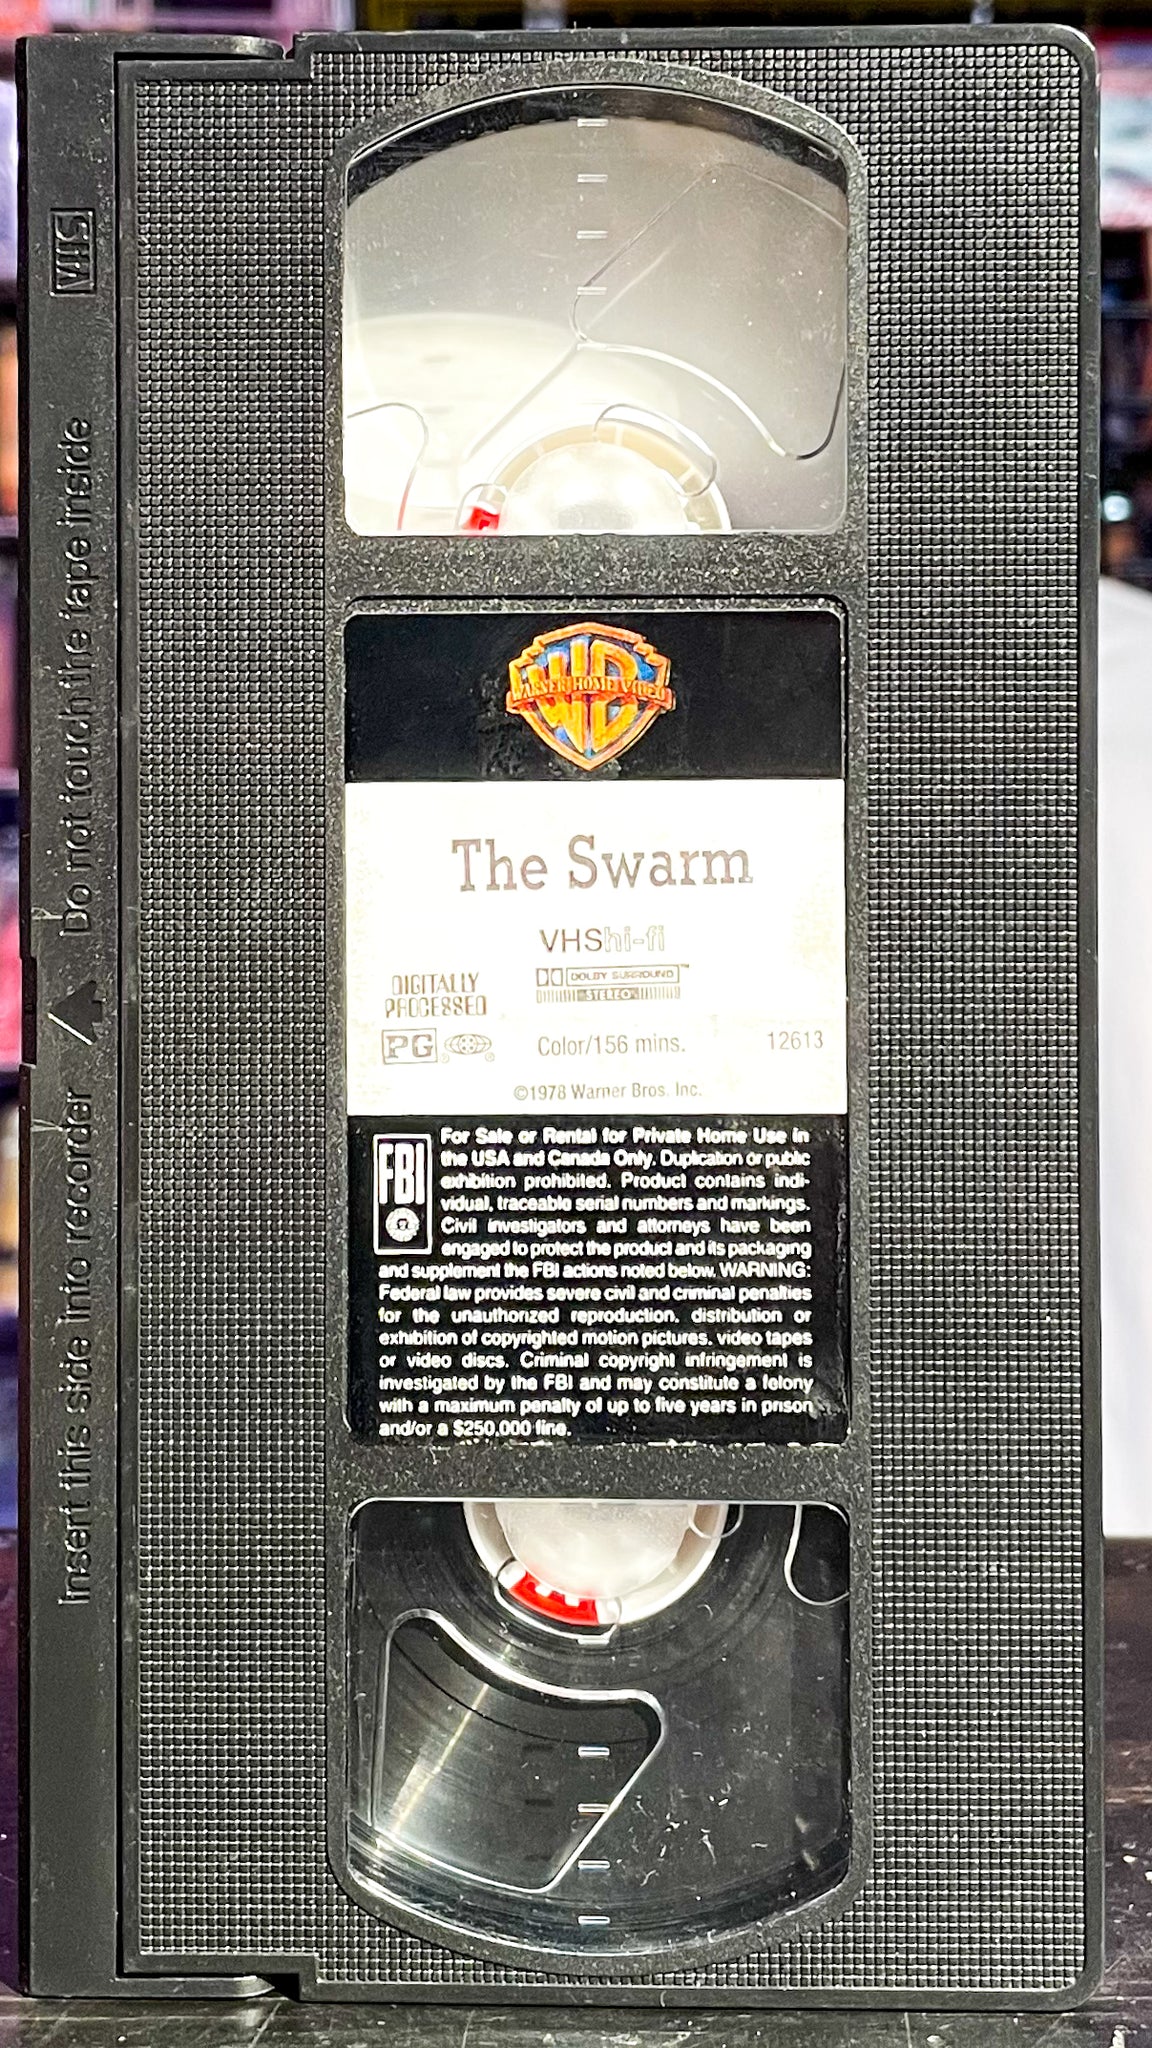 VHS
Do not touch the tape inside
Insert this side into recorder
WB
WARNER HOME VIDEO
The Swarm
VHS hi-fi
DIGITALLY
PROCESSED
DOLBY SURROUND™
STEREO
PG ® ®
Color/156 mins.
12613
©1978 Warner Bros. Inc.
FBI
For Sale or Rental for Private Home Use in
the USA and Canada Only. Duplication or public
exhibition prohibited. Product contains indi-
vidual, traceable serial numbers and markings.
Civil investigators and attorneys have been
engaged to protect the product and its packaging
and supplement the FBI actions noted below. WARNING:
Federal law provides severe civil and criminal penalties
for the unauthorized reproduction, distribution or
exhibition of copyrighted motion pictures, video tapes
or video discs. Criminal copyright infringement is
investigated by the FBI and may constitute a felony
with a maximum penalty of up to five years in prison
and/or a $250,000 fine.